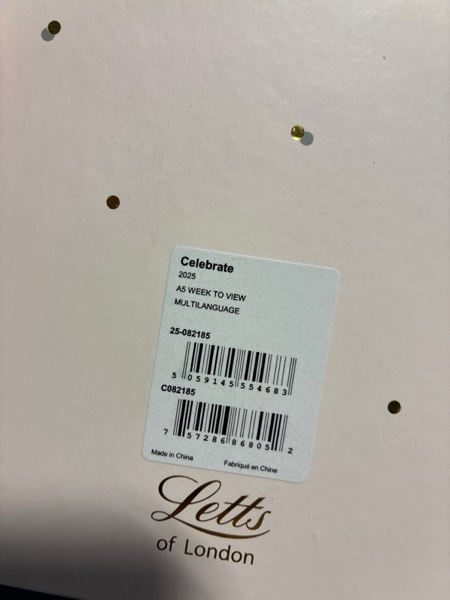 Celebrate
2025
A5 WEEK TO VIEW
MULTILANGUAGE
25-082185
5 059145 554683
C082185
7 57286 86805 2
Made in China Fabriqué en Chine
Letts
of London